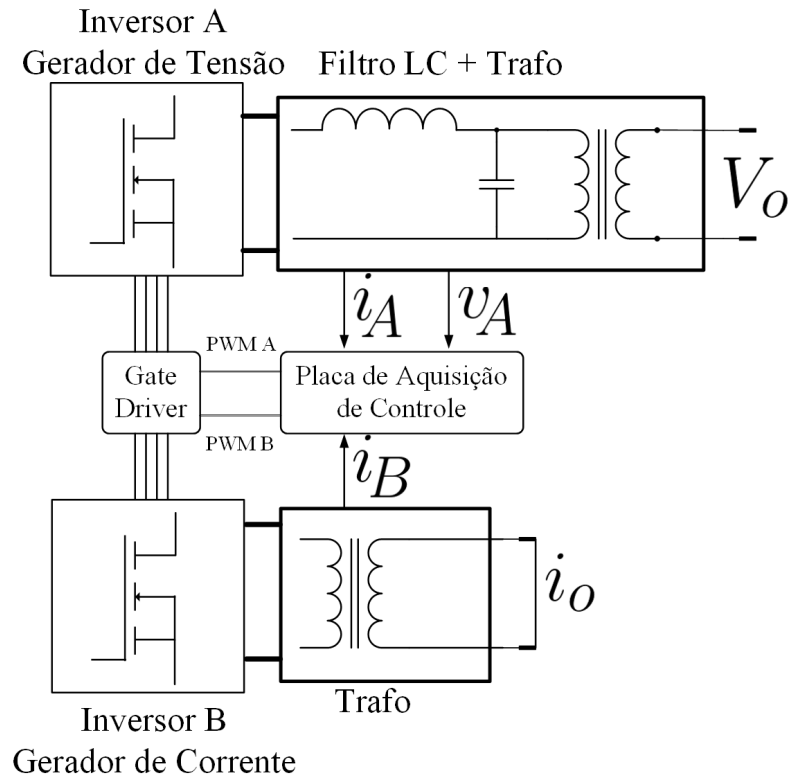 Inversor A
Gerador de Tensão
Filtro LC + Trafo
V_O
i_A
v_A
PWM A
Gate
Driver
Placa de Aquisição
de Controle
PWM B
i_B
i_O
Trafo
Inversor B
Gerador de Corrente